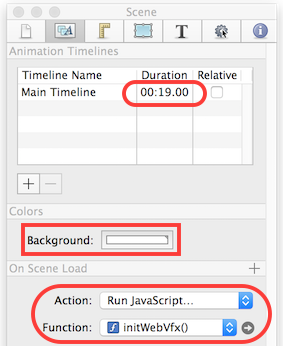 Scene
T
Animation Timelines
Timeline Name Duration Relative
Main Timeline 00:19.00
Colors
Background:
On Scene Load
Action: Run JavaScript...
Function: initWebVfx()